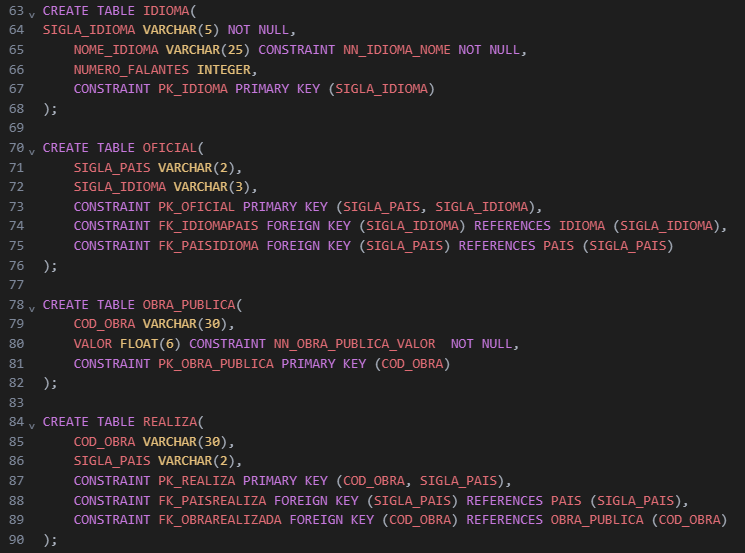 63 CREATE TABLE IDIOMA(
64 SIGLA_IDIOMA VARCHAR(5) NOT NULL,
65     NOME_IDIOMA VARCHAR(25) CONSTRAINT NN_IDIOMA_NOME NOT NULL,
66     NUMERO_FALANTES INTEGER,
67     CONSTRAINT PK_IDIOMA PRIMARY KEY (SIGLA_IDIOMA)
68 );
69
70 CREATE TABLE OFICIAL(
71     SIGLA_PAIS VARCHAR(2),
72     SIGLA_IDIOMA VARCHAR(3),
73     CONSTRAINT PK_OFICIAL PRIMARY KEY (SIGLA_PAIS, SIGLA_IDIOMA),
74     CONSTRAINT FK_IDIOMAPAIS FOREIGN KEY (SIGLA_IDIOMA) REFERENCES IDIOMA (SIGLA_IDIOMA),
75     CONSTRAINT FK_PAISIDIOMA FOREIGN KEY (SIGLA_PAIS) REFERENCES PAIS (SIGLA_PAIS)
76 );
77
78 CREATE TABLE OBRA_PUBLICA(
79     COD_OBRA VARCHAR(30),
80     VALOR FLOAT(6) CONSTRAINT NN_OBRA_PUBLICA_VALOR  NOT NULL,
81     CONSTRAINT PK_OBRA_PUBLICA PRIMARY KEY (COD_OBRA)
82 );
83
84 CREATE TABLE REALIZA(
85     COD_OBRA VARCHAR(30),
86     SIGLA_PAIS VARCHAR(2),
87     CONSTRAINT PK_REALIZA PRIMARY KEY (COD_OBRA, SIGLA_PAIS),
88     CONSTRAINT FK_PAISREALIZA FOREIGN KEY (SIGLA_PAIS) REFERENCES PAIS (SIGLA_PAIS),
89     CONSTRAINT FK_OBRAREALIZADA FOREIGN KEY (COD_OBRA) REFERENCES OBRA_PUBLICA (COD_OBRA)
90 );